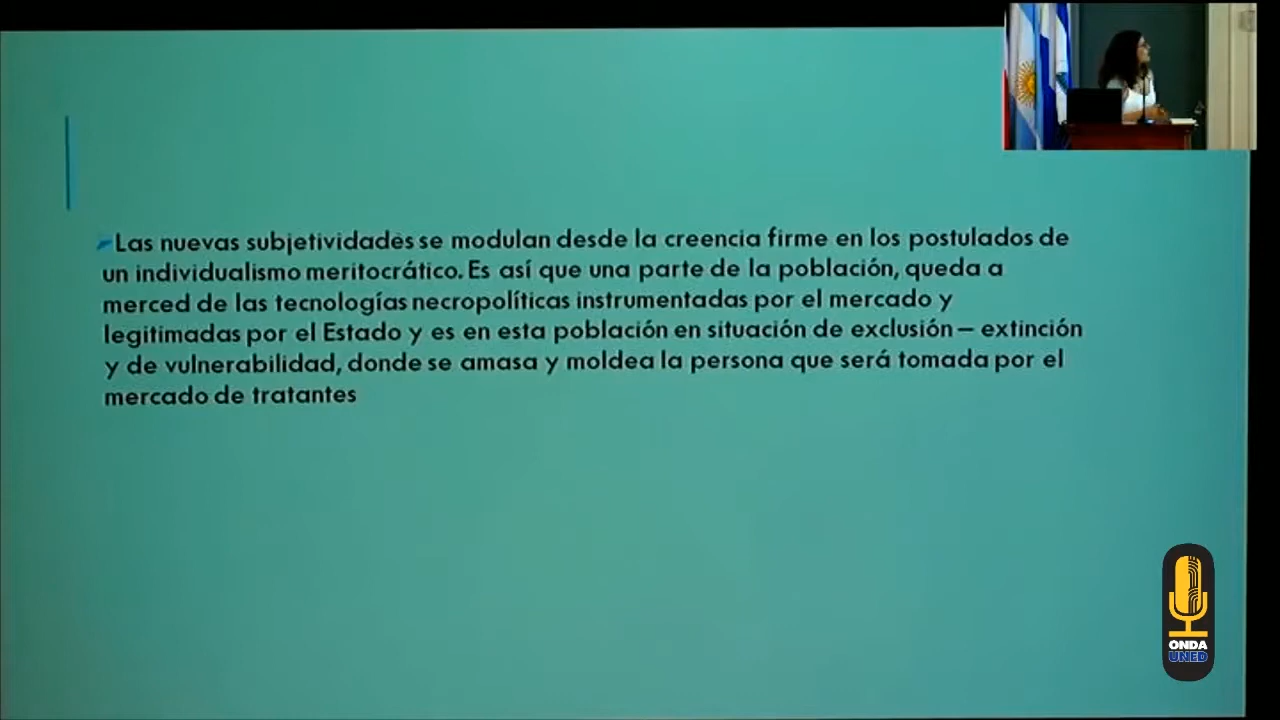 Las nuevas subjetividades se modulan desde la creencia firme en los postulados de
un individualismo meritocrático. Es así que una parte de la población, queda a
merced de las tecnologías necropolíticas instrumentadas por el mercado y
legitimadas por el Estado y es en esta población en situación de exclusión – extinción
y de vulnerabilidad, donde se amasa y moldea la persona que será tomada por el
mercado de tratantes
ONDA
UNED